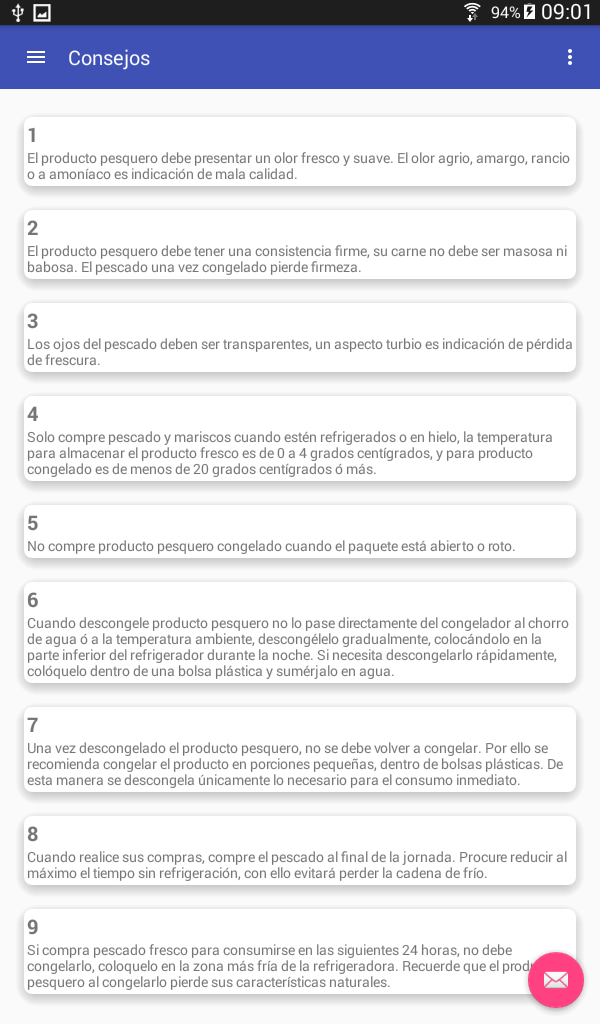 94% 09:01
Consejos
1
El producto pesquero debe presentar un olor fresco y suave. El olor agrio, amargo, rancio
o a amoníaco es indicación de mala calidad.
2
El producto pesquero debe tener una consistencia firme, su carne no debe ser masosa ni
babosa. El pescado una vez congelado pierde firmeza.
3
Los ojos del pescado deben ser transparentes, un aspecto turbio es indicación de pérdida
de frescura.
4
Solo compre pescado y mariscos cuando estén refrigerados o en hielo, la temperatura
para almacenar el producto fresco es de 0 a 4 grados centígrados, y para producto
congelado es de menos de 20 grados centígrados ó más.
5
No compre producto pesquero congelado cuando el paquete está abierto o roto.
6
Cuando descongele producto pesquero no lo pase directamente del congelador al chorro
de agua ó a la temperatura ambiente, descongélelo gradualmente, colocándolo en la
parte inferior del refrigerador durante la noche. Si necesita descongelarlo rápidamente,
colóquelo dentro de una bolsa plástica y sumérjalo en agua.
7
Una vez descongelado el producto pesquero, no se debe volver a congelar. Por ello se
recomienda congelar el producto en porciones pequeñas, dentro de bolsas plásticas. De
esta manera se descongela únicamente lo necesario para el consumo inmediato.
8
Cuando realice sus compras, compre el pescado al final de la jornada. Procure reducir al
máximo el tiempo sin refrigeración, con ello evitará perder la cadena de frío.
9
Si compra pescado fresco para consumirse en las siguientes 24 horas, no debe
congelarlo, coloquelo en la zona más fría de la refrigeradora. Recuerde que el
pesquero al congelarlo pierde sus características naturales.